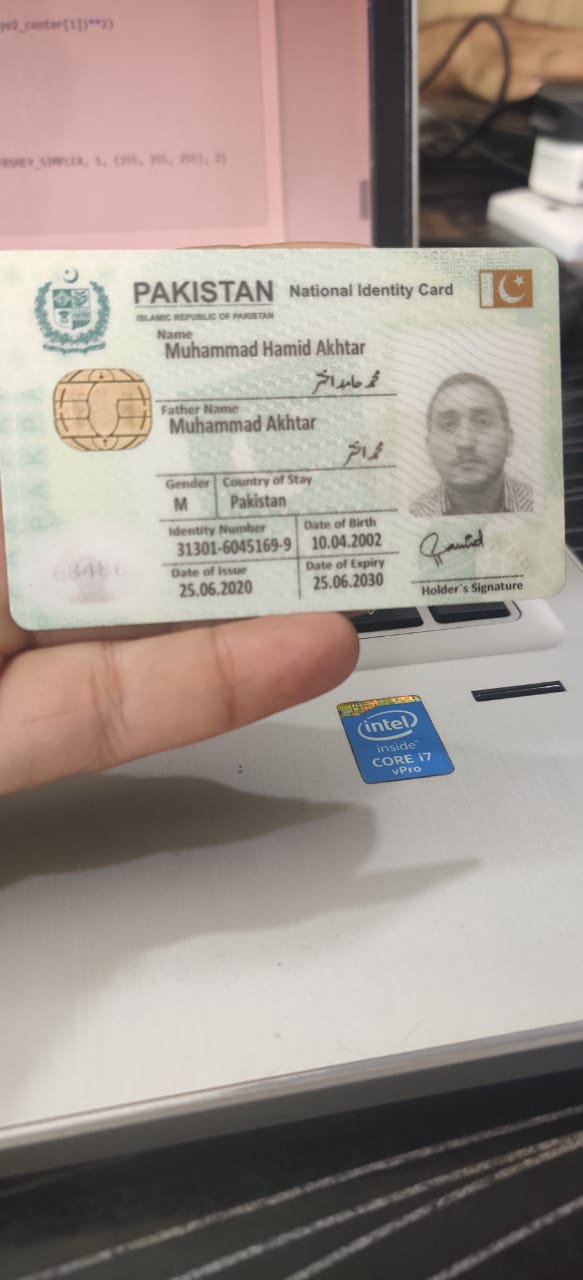 ye2_center[1])**2)
RSHEY_SIMPLEX, 1, (255, 255, 255), 2)
PAKISTAN National Identity Card
ISLAMIC REPUBLIC OF PAKISTAN
Name
Muhammad Hamid Akhtar
محمد حامد اختر
Father Name
Muhammad Akhtar
محمد اختر
Gender Country of Stay
M Pakistan
Identity Number Date of Birth
31301-6045169-9 10.04.2002
Date of Issue Date of Expiry
25.06.2020 25.06.2030
Hamid
Holder's Signature
PAKPA
intel
inside™
CORE i7
vPro